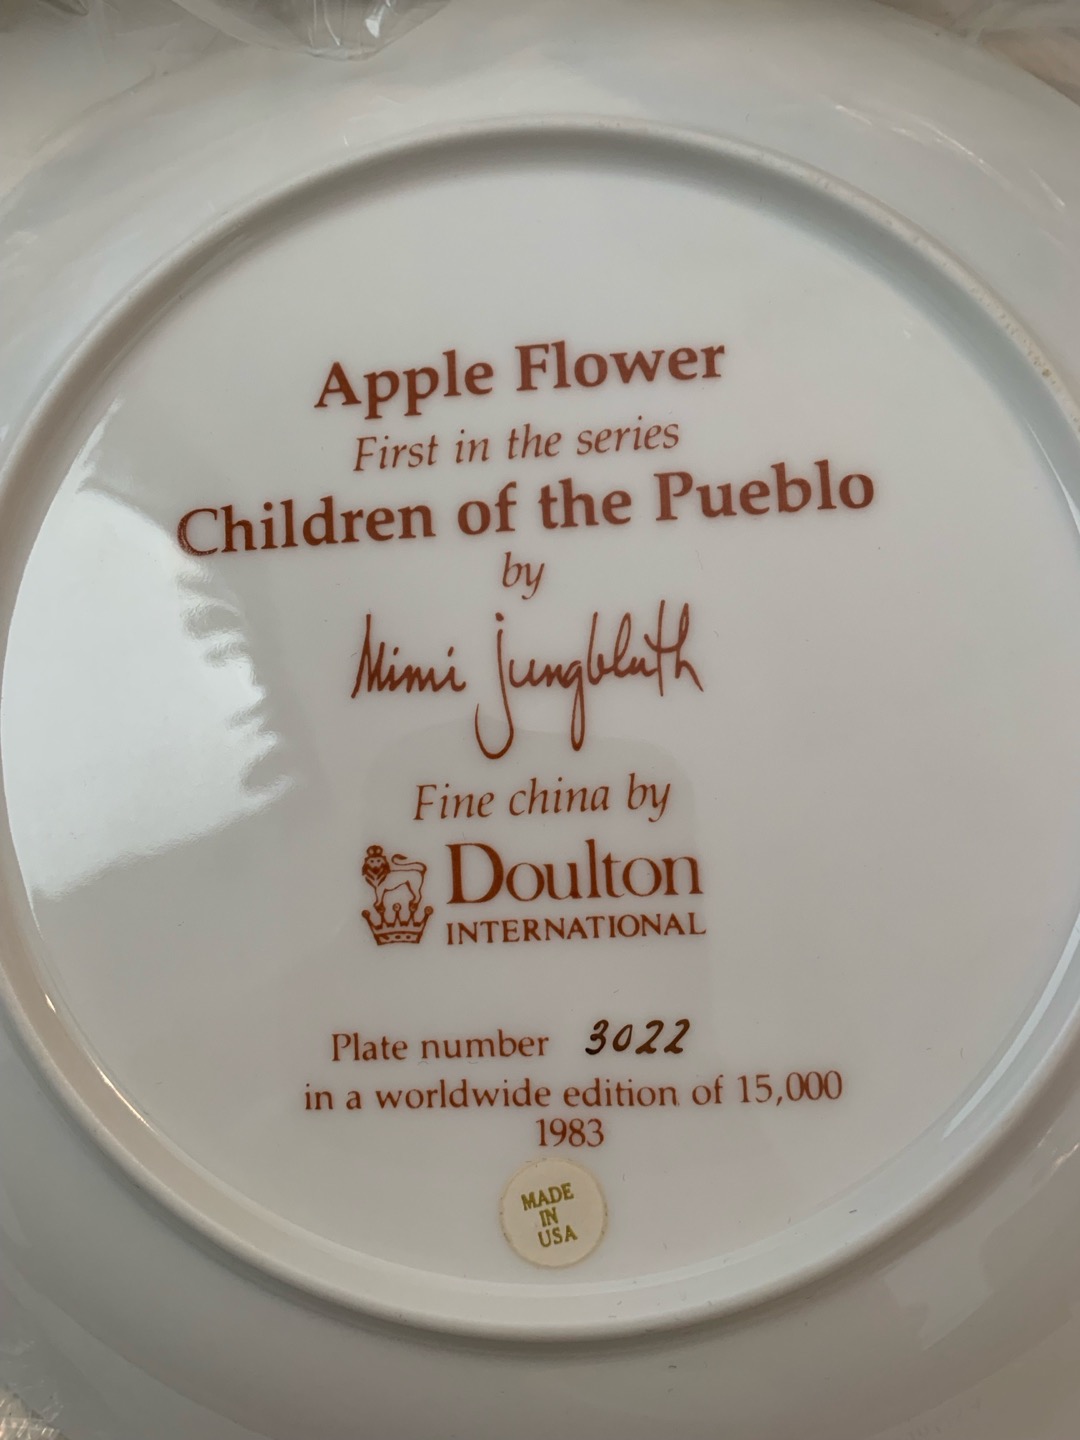 Apple Flower
First in the series
Children of the Pueblo
by
Mimi Jungbluth
Fine china by
Doulton
INTERNATIONAL
Plate number 3022
in a worldwide edition of 15,000
1983
MADE
IN
USA